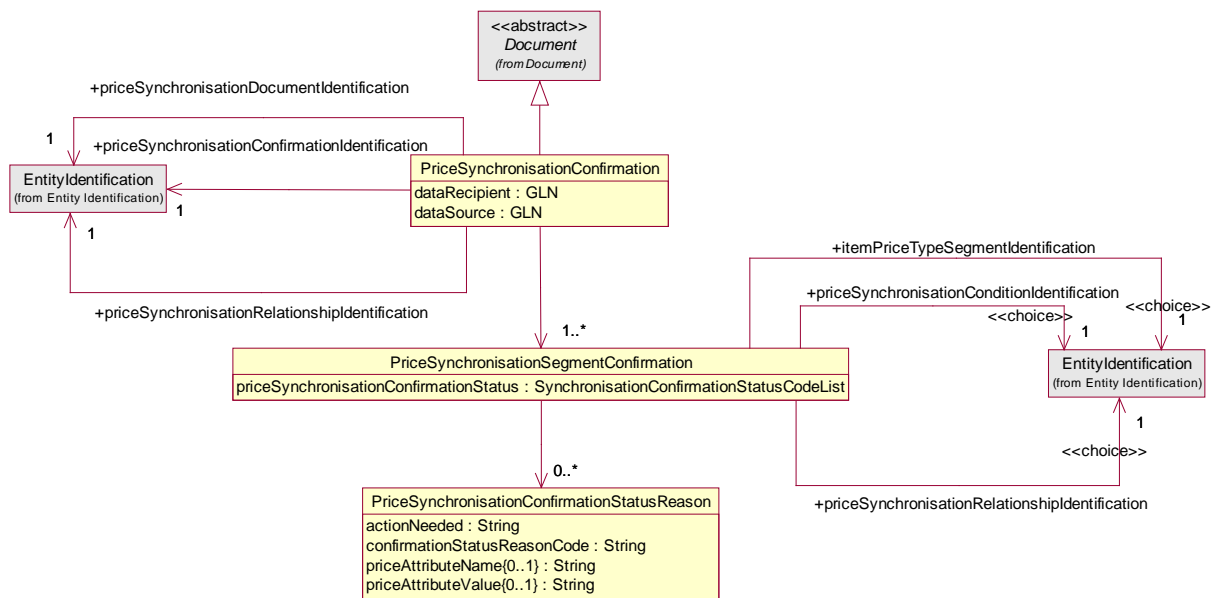 <<abstract>>
Document
(from Document)
+priceSynchronisationDocumentIdentification
1
+priceSynchronisationConfirmationIdentification
EntityIdentification
(from Entity Identification)
1
1
PriceSynchronisationConfirmation
dataRecipient : GLN
dataSource : GLN
+priceSynchronisationRelationshipIdentification
+itemPriceTypeSegmentIdentification
+priceSynchronisationConditionIdentification
<<choice>>
<<choice>>
1
1
1..*
PriceSynchronisationSegmentConfirmation
priceSynchronisationConfirmationStatus : SynchronisationConfirmationStatusCodeList
EntityIdentification
(from Entity Identification)
1
<<choice>>
+priceSynchronisationRelationshipIdentification
0..*
PriceSynchronisationConfirmationStatusReason
actionNeeded : String
confirmationStatusReasonCode : String
priceAttributeName{0..1} : String
priceAttributeValue{0..1} : String